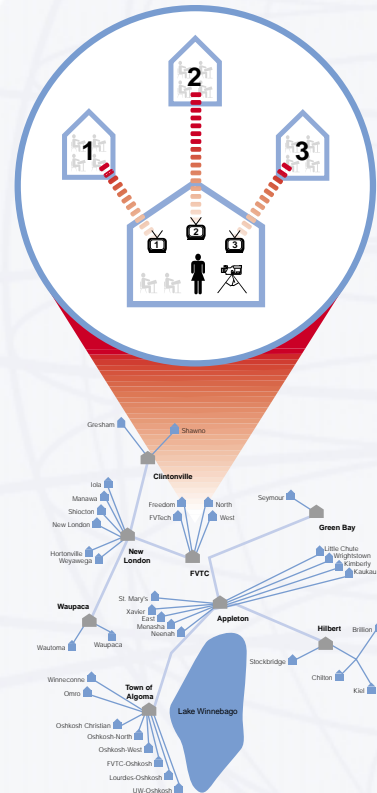 2
1
3
1
2
3
Gresham
Shawno
Clintonville
Iola
Manawa
Shiocton
New London
Hortonville
Weyawega
New
London
Freedom
FVTech
North
West
FVTC
Seymour
Green Bay
Little Chute
Wrightstown
Kimberly
Kaukau
St. Mary's
Xavier
East
Menasha
Neenah
Appleton
Waupaca
Wautoma
Waupaca
Hilbert
Brillion
Stockbridge
Chilton
Kiel
Winneconne
Omro
Town of
Algoma
Oshkosh Christian
Oshkosh-North
Oshkosh-West
FVTC-Oshkosh
Lourdes-Oshkosh
UW-Oshkosh
Lake Winnebago